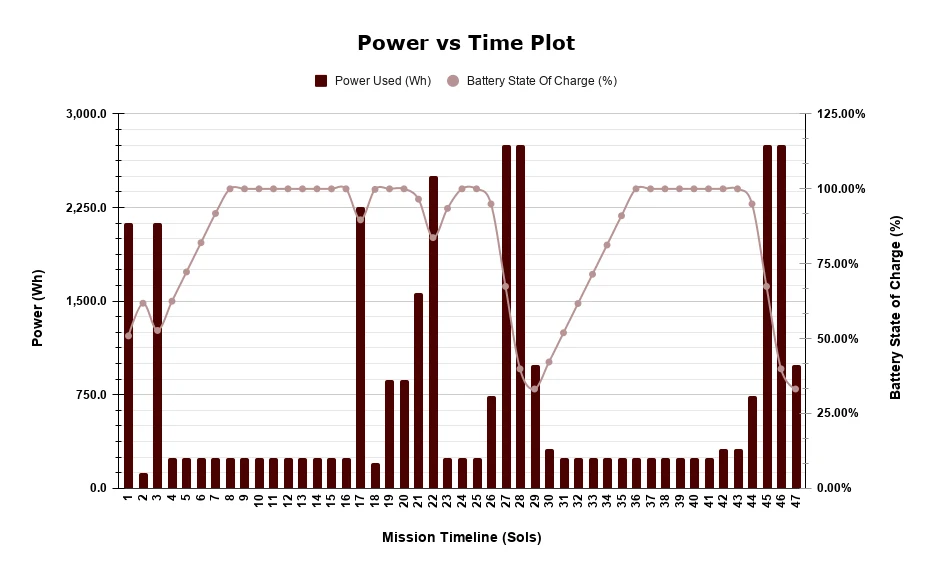 Power vs Time Plot
Power Used (Wh) Battery State Of Charge (%)
3,000.0 125.00%
2,250.0 100.00%
1,500.0 75.00%
750.0 50.00%
0.0 25.00%
0.00%
Power (Wh)
Battery State of Charge (%)
1 2 3 4 5 6 7 8 9 10 11 12 13 14 15 16 17 18 19 20 21 22 23 24 25 26 27 28 29 30 31 32 33 34 35 36 37 38 39 40 41 42 43 44 45 46 47
Mission Timeline (Sols)